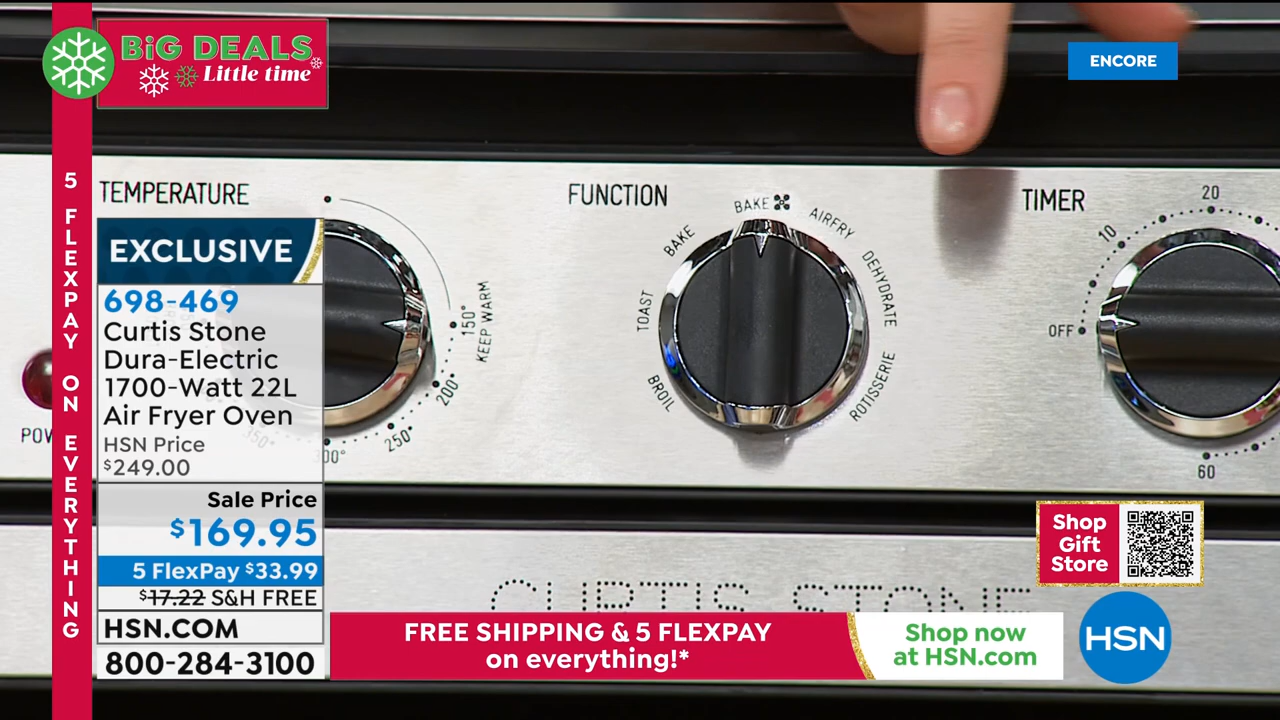 BiG DEALS
Little time
ENCORE
5 FLEXPAY ON EVERYTHING
TEMPERATURE
150°
KEEP WARM
200°
250°
300°
350°
FUNCTION
BROIL
TOAST
BAKE
BAKE
AIRFRY
DEHYDRATE
ROTISSERIE
TIMER
OFF
10
20
60
EXCLUSIVE
698-469
Curtis Stone
Dura-Electric
1700-Watt 22L
Air Fryer Oven
HSN Price
$249.00
Sale Price
$169.95
5 FlexPay $33.99
$17.22 S&H FREE
HSN.COM
800-284-3100
CURTIS STONE
FREE SHIPPING & 5 FLEXPAY
on everything!*
Shop now
at HSN.com
Shop
Gift
Store
HSN